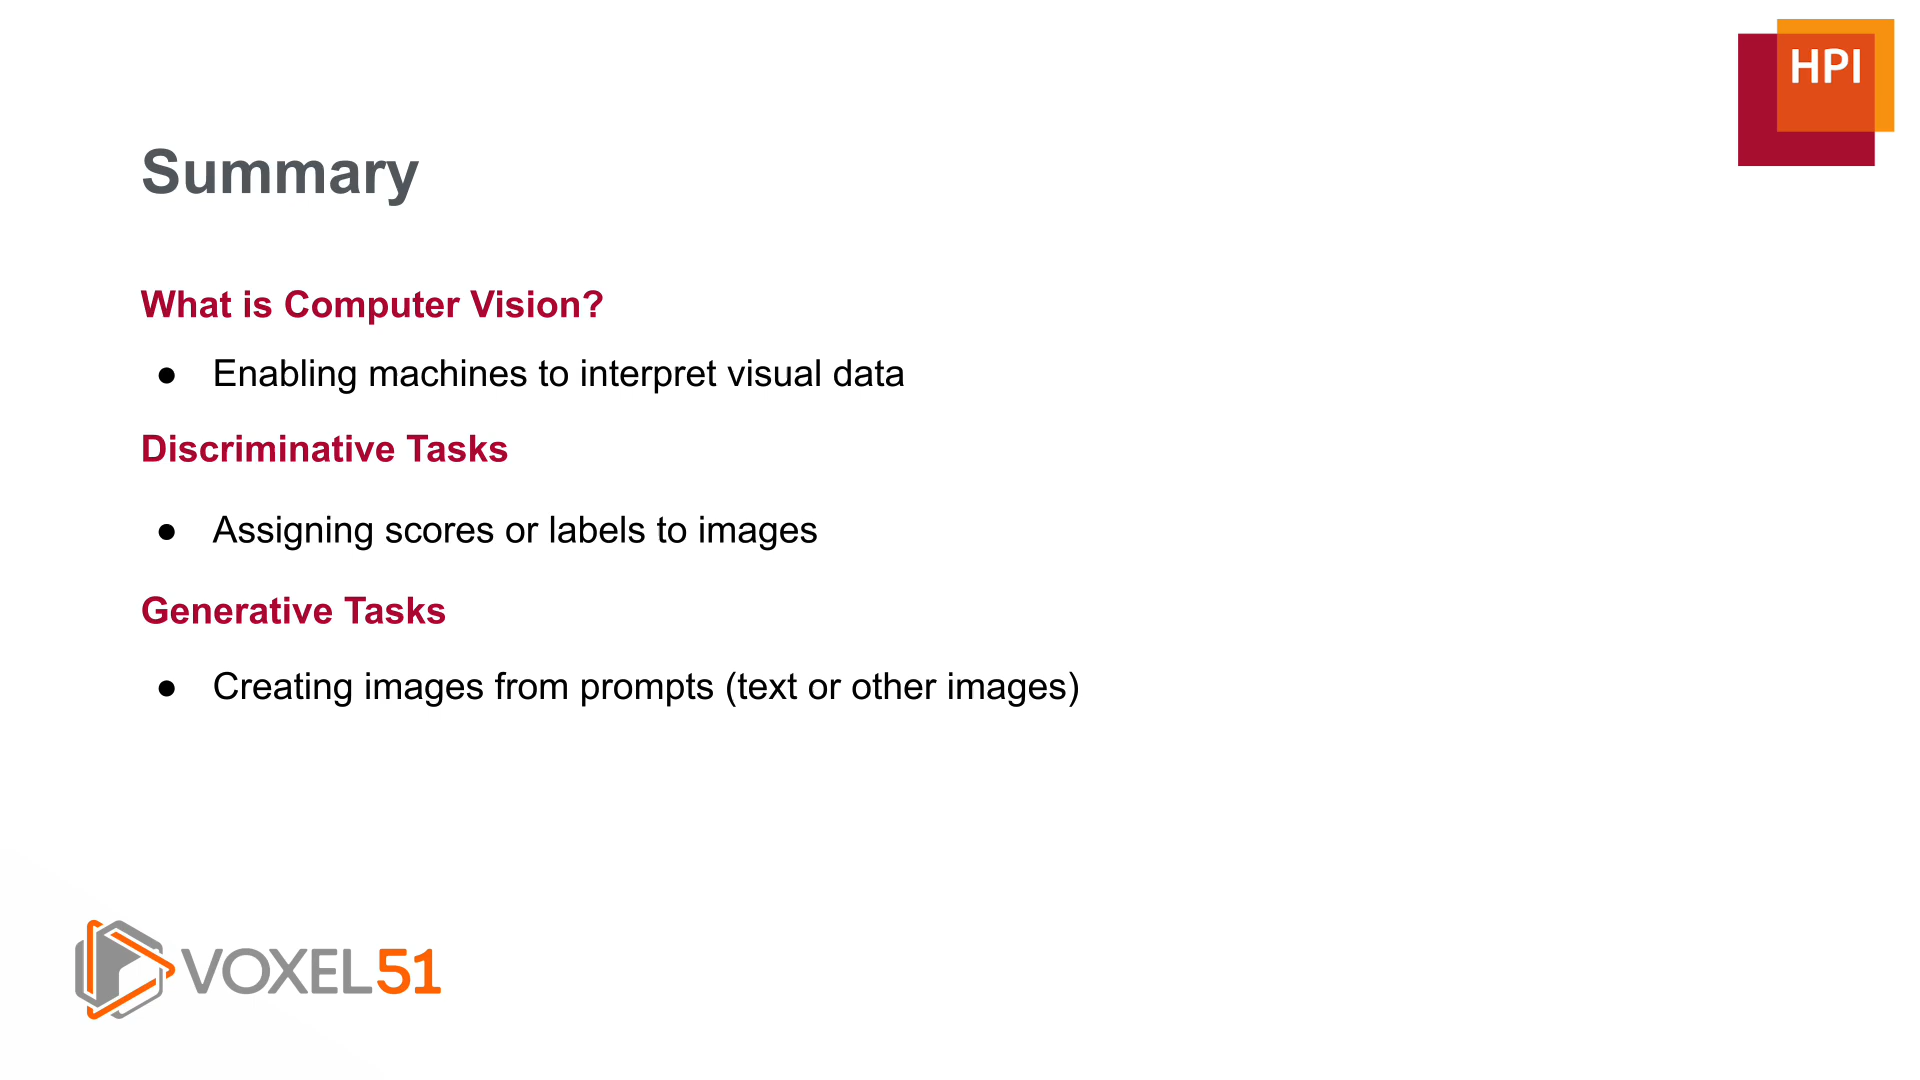 HPI
Summary
What is Computer Vision?
● Enabling machines to interpret visual data
Discriminative Tasks
● Assigning scores or labels to images
Generative Tasks
● Creating images from prompts (text or other images)
VOXEL51